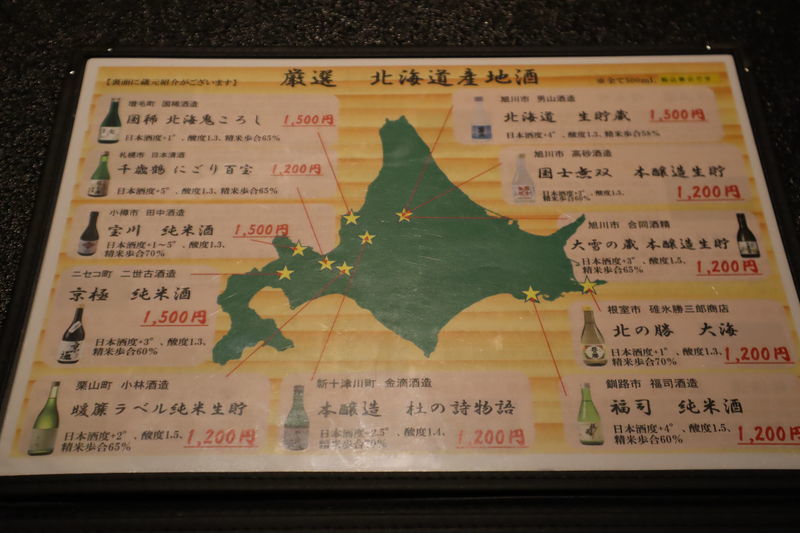 【裏面に蔵元紹介がございます】
厳選 北海道産地酒
※全て300mL
増毛町 国稀酒造
国稀 北海鬼ころし 1,500円
日本酒度+1°、酸度1.3、精米歩合65%
札幌市 日本清酒
千歳鶴 にごり百宝 1,200円
日本酒度+5°、酸度1.3、精米歩合65%
小樽市 田中酒造
宝川 純米酒 1,500円
日本酒度+1～5°、酸度1.3、
精米歩合70%
ニセコ町 二世古酒造
京極 純米酒
1,500円
日本酒度+3°、酸度1.3、
精米歩合60%
栗山町 小林酒造
暖簾ラベル純米生貯
日本酒度+2°、酸度1.5、
精米歩合65%
1,200円
新十津川町 金滴酒造
本醸造 杜の詩物語
酸度1.4、
1,200円
旭川市 男山酒造
北海道 生貯蔵 1,500円
日本酒度+4°、酸度1.3、精米歩合58%
旭川市 高砂酒造
国士無双 本醸造生貯
1,200円
旭川市 合同酒精
大雪の蔵 本醸造生貯
日本酒度+3°、酸度1.5、
精米歩合65%
1,200円
根室市 碓氷勝三郎商店
北の勝 大海
日本酒度+1°、酸度1.3、
精米歩合70%
1,200円
釧路市 福司酒造
福司 純米酒
日本酒度+4°、酸度1.5、
精米歩合60%
1,200円